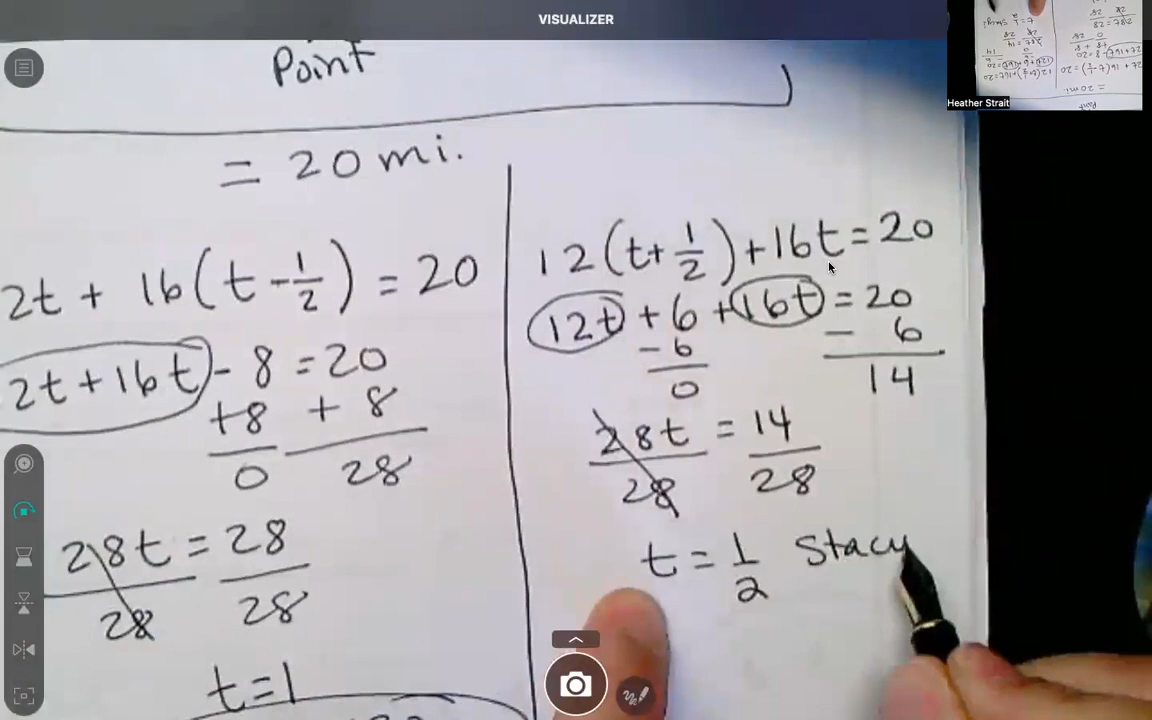 VISUALIZER
Heather Strait
Point
= 20 mi.
2t + 16(t - 1/2) = 20
2t + 16t - 8 = 20
+8 + 8
0 28
28t = 28
28 28
t = 1
12(t + 1/2) + 16t = 20
12t + 6 + 16t = 20
-6 - 6
0 14
28t = 14
28 28
t = 1/2 Stacy